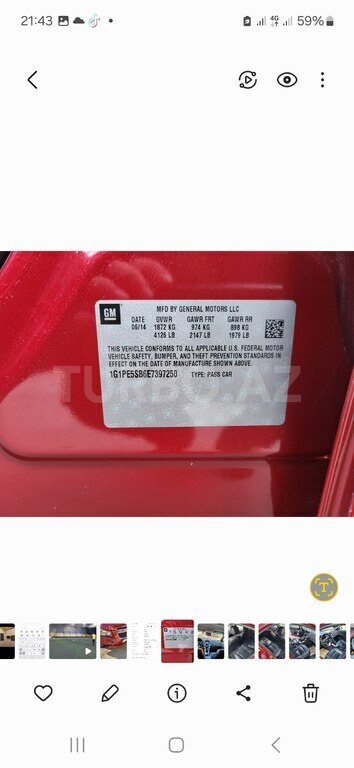 21:43
4G
59%
GM
MFD BY GENERAL MOTORS LLC
DATE GVWR GAWR FRT GAWR RR
06/14 1872 KG 974 KG 898 KG
4126 LB 2147 LB 1979 LB
THIS VEHICLE CONFORMS TO ALL APPLICABLE U.S. FEDERAL MOTOR
VEHICLE SAFETY, BUMPER, AND THEFT PREVENTION STANDARDS IN
EFFECT ON THE DATE OF MANUFACTURE SHOWN ABOVE.
1G1PE5SB6E7397250 TYPE: PASS CAR
TURBO.AZ
T